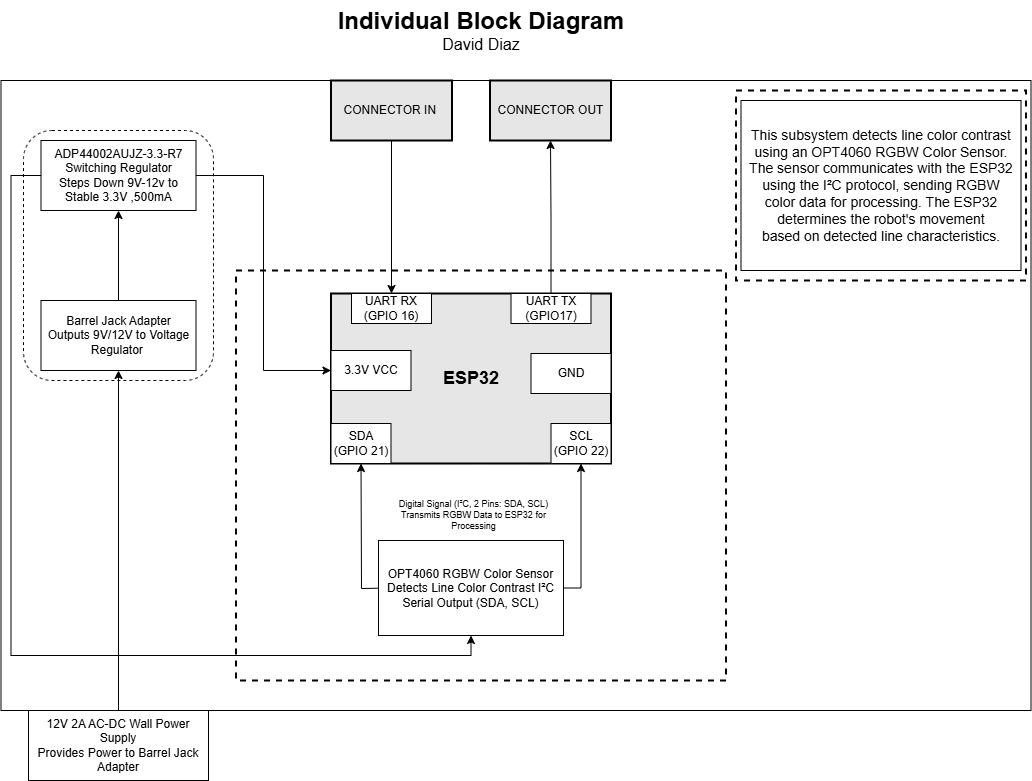 Individual Block Diagram
David Diaz
CONNECTOR IN
CONNECTOR OUT
This subsystem detects line color contrast
using an OPT4060 RGBW Color Sensor.
The sensor communicates with the ESP32
using the I²C protocol, sending RGBW
color data for processing. The ESP32
determines the robot's movement
based on detected line characteristics.
ADP44002AUJZ-3.3-R7
Switching Regulator
Steps Down 9V-12v to
Stable 3.3V ,500mA
Barrel Jack Adapter
Outputs 9V/12V to Voltage
Regulator
UART RX
(GPIO 16)
UART TX
(GPIO17)
3.3V VCC
ESP32
GND
SDA
(GPIO 21)
SCL
(GPIO 22)
Digital Signal (I²C, 2 Pins: SDA, SCL)
Transmits RGBW Data to ESP32 for
Processing
OPT4060 RGBW Color Sensor
Detects Line Color Contrast I²C
Serial Output (SDA, SCL)
12V 2A AC-DC Wall Power
Supply
Provides Power to Barrel Jack
Adapter